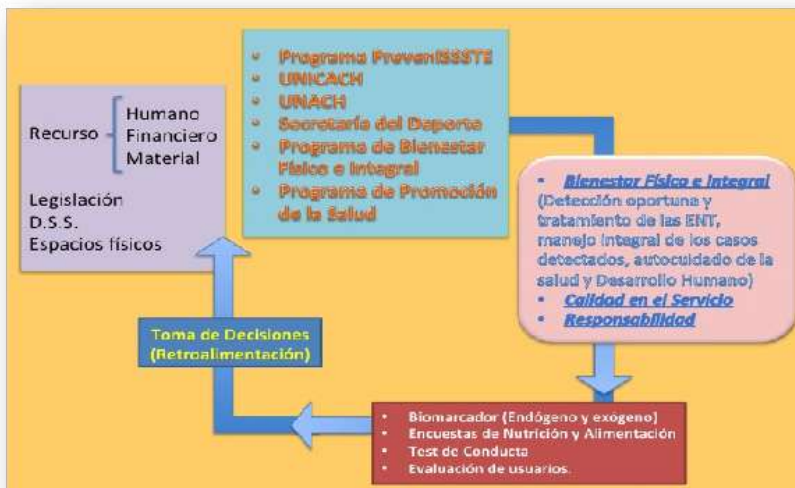 Recurso
Humano
Financiero
Material
Legislación
D.S.S.
Espacios físicos
• Programa PrevenISSSTE
• UNICACH
• UNACH
• Secretaría del Deporte
• Programa de Bienestar
Físico e Integral
• Programa de Promoción
de la Salud
• Bienestar Físico e Integral
(Detección oportuna y
tratamiento de las ENT,
manejo integral de los casos
detectados, autocuidado de la
salud y Desarrollo Humano)
• Calidad en el Servicio
• Responsabilidad
• Biomarcador (Endógeno y exógeno)
• Encuestas de Nutrición y Alimentación
• Test de Conducta
• Evaluación de usuarios.
Toma de Decisiones
(Retroalimentación)